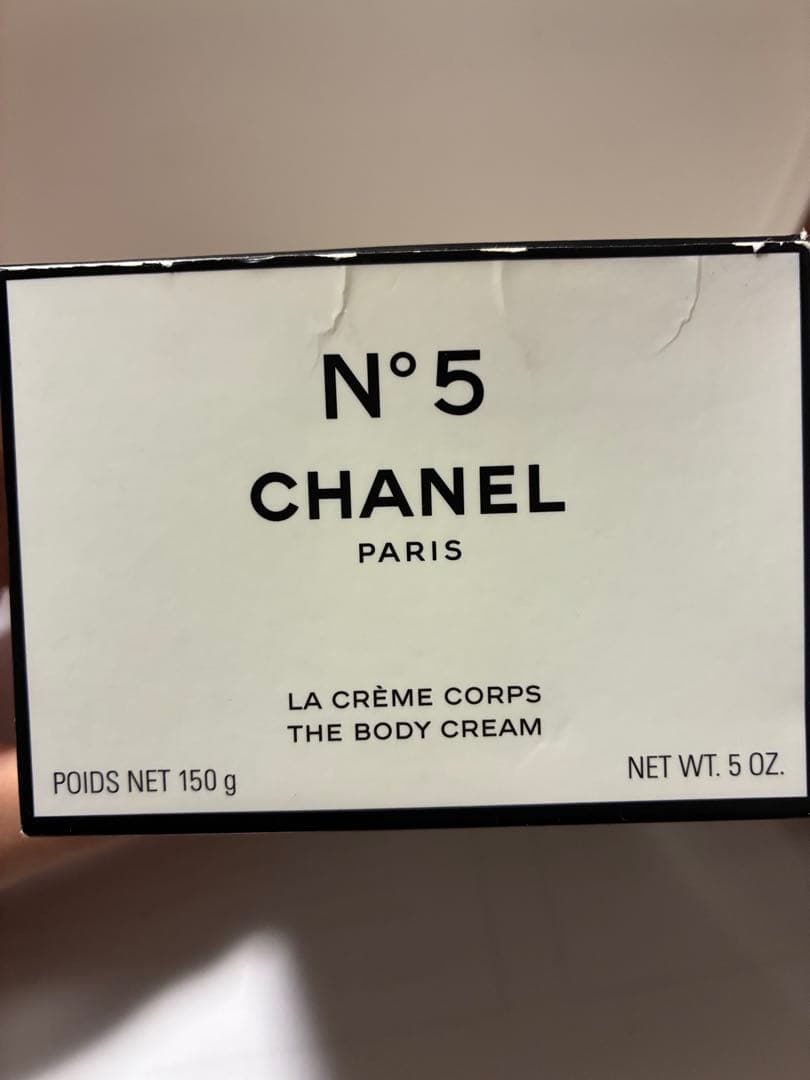 N° 5
CHANEL
PARIS
LA CRÈME CORPS
THE BODY CREAM
POIDS NET 150 g
NET WT. 5 OZ.